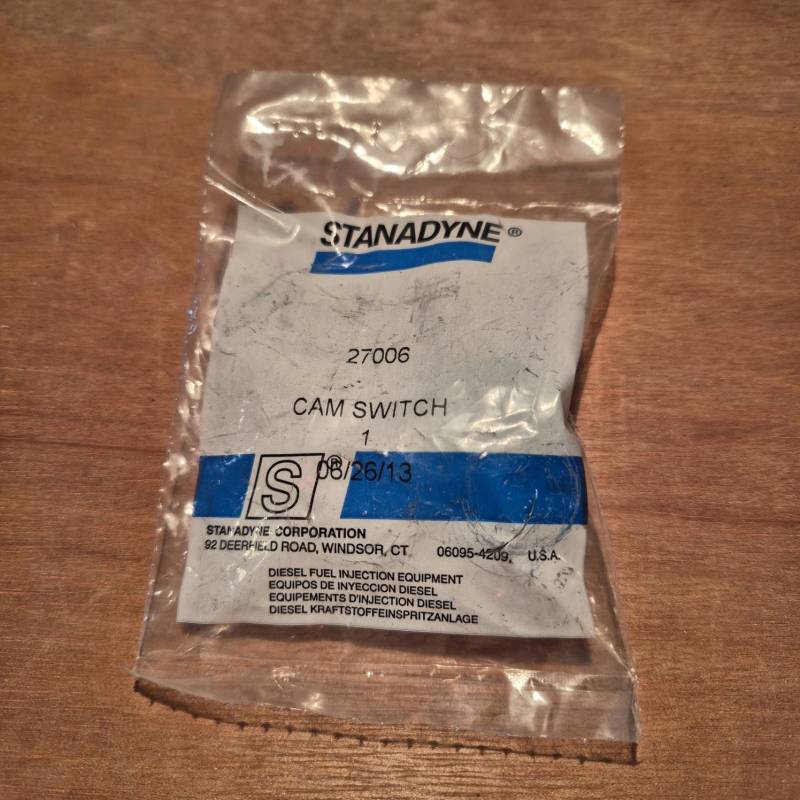 STANADYNE®
27006
CAM SWITCH
1
S® 06/26/13
STANADYNE CORPORATION
92 DEERFIELD ROAD, WINDSOR, CT 06095-4209, U.S.A.
DIESEL FUEL INJECTION EQUIPMENT
EQUIPOS DE INYECCION DIESEL
EQUIPEMENTS D'INJECTION DIESEL
DIESEL KRAFTSTOFFEINSPRITZANLAGE